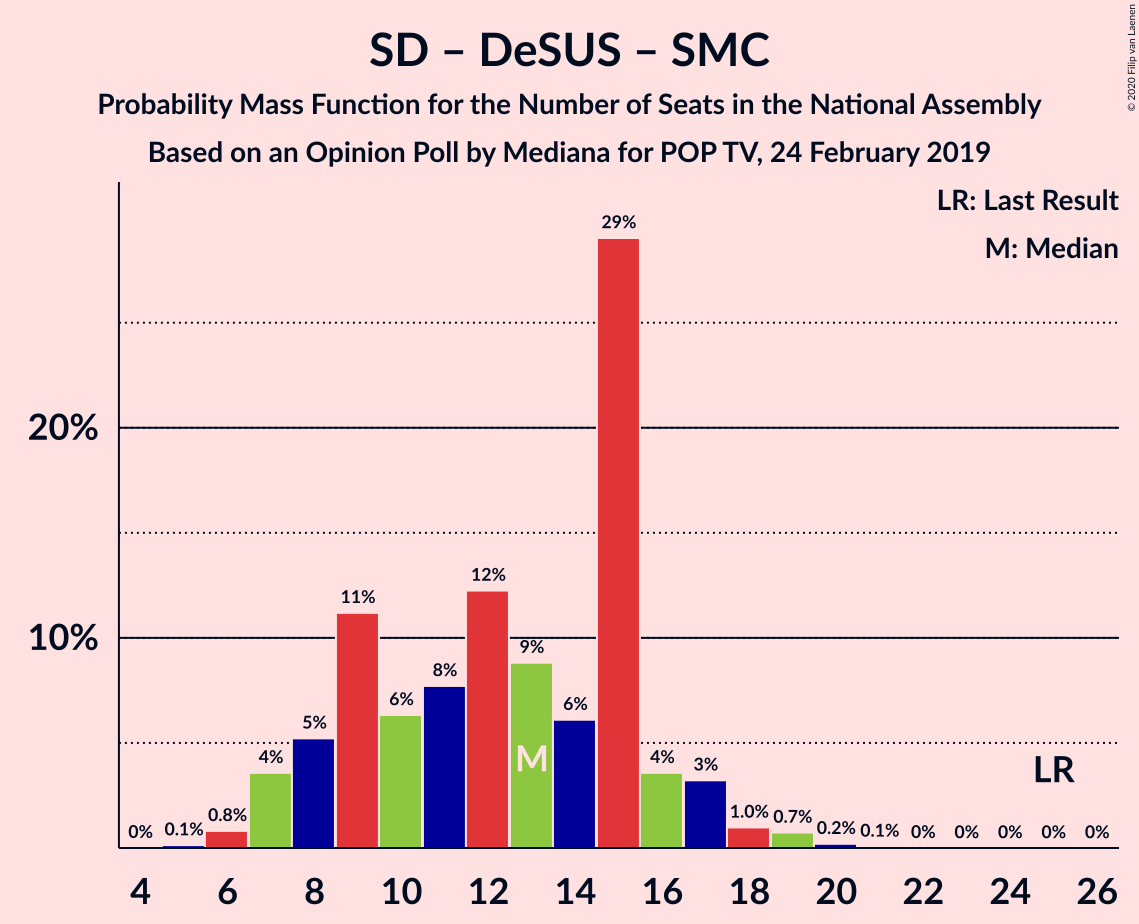 SD – DeSUS – SMC
Probability Mass Function for the Number of Seats in the National Assembly
Based on an Opinion Poll by Mediana for POP TV, 24 February 2019
© 2020 Filip van Laenen
LR: Last Result
M: Median
20%
10%
0% 0.1% 0.8% 4% 5% 11% 6% 8% 12% 9% 6% 29% 4% 3% 1.0% 0.7% 0.2% 0.1% 0% 0% 0% 0% 0%
M
LR
4 6 8 10 12 14 16 18 20 22 24 26